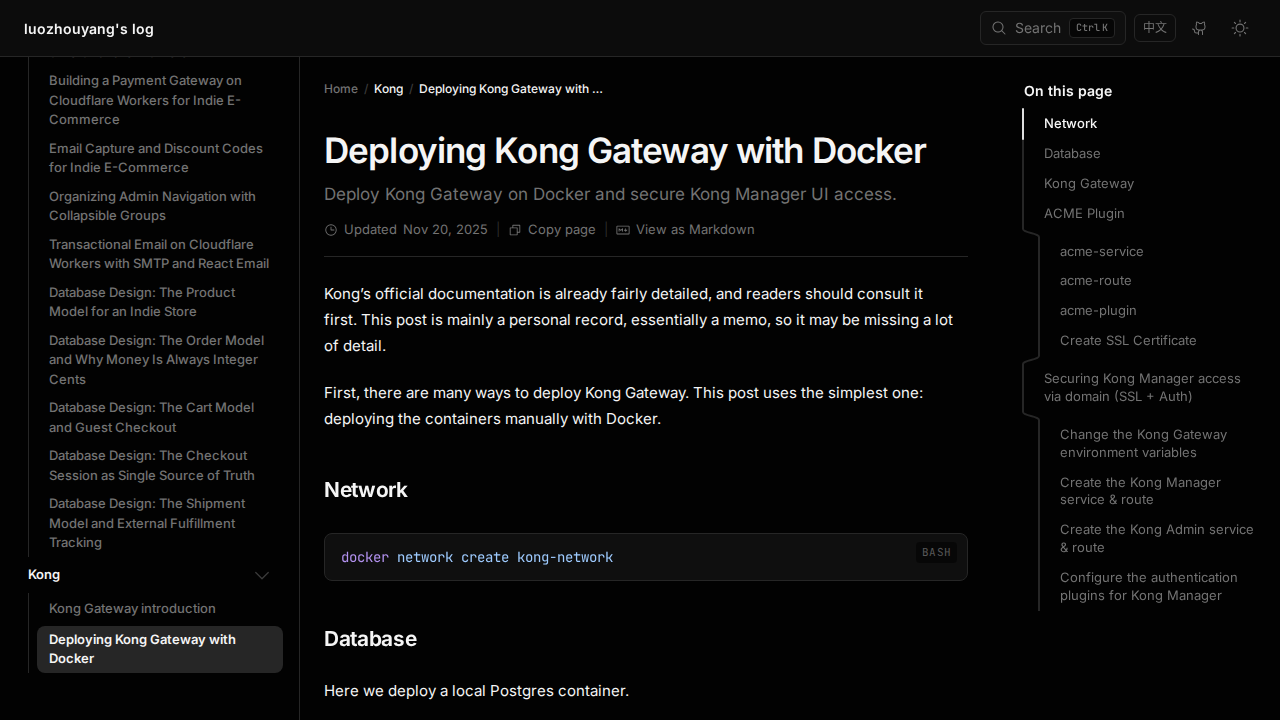 luozhouyang's log
Search
Ctrl K
中文
Building a Payment Gateway on
Cloudflare Workers for Indie E-
Commerce
Email Capture and Discount Codes
for Indie E-Commerce
Organizing Admin Navigation with
Collapsible Groups
Transactional Email on Cloudflare
Workers with SMTP and React Email
Database Design: The Product
Model for an Indie Store
Database Design: The Order Model
and Why Money Is Always Integer
Cents
Database Design: The Cart Model
and Guest Checkout
Database Design: The Checkout
Session as Single Source of Truth
Database Design: The Shipment
Model and External Fulfillment
Tracking
Kong
Kong Gateway introduction
Deploying Kong Gateway with
Docker
Home / Kong / Deploying Kong Gateway with ...
Deploying Kong Gateway with Docker
Deploy Kong Gateway on Docker and secure Kong Manager UI access.
Updated Nov 20, 2025
Copy page
View as Markdown
Kong’s official documentation is already fairly detailed, and readers should consult it
first. This post is mainly a personal record, essentially a memo, so it may be missing a lot
of detail.
First, there are many ways to deploy Kong Gateway. This post uses the simplest one:
deploying the containers manually with Docker.
Network
docker network create kong-network
BASH
Database
Here we deploy a local Postgres container.
On this page
Network
Database
Kong Gateway
ACME Plugin
acme-service
acme-route
acme-plugin
Create SSL Certificate
Securing Kong Manager access
via domain (SSL + Auth)
Change the Kong Gateway
environment variables
Create the Kong Manager
service & route
Create the Kong Admin service
& route
Configure the authentication
plugins for Kong Manager